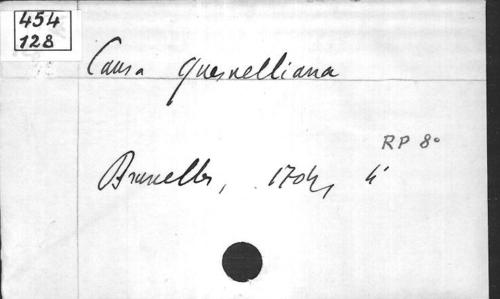 454
128
Causa Quesnelliana
RP 8°
Bruxelles, 1704, 4°